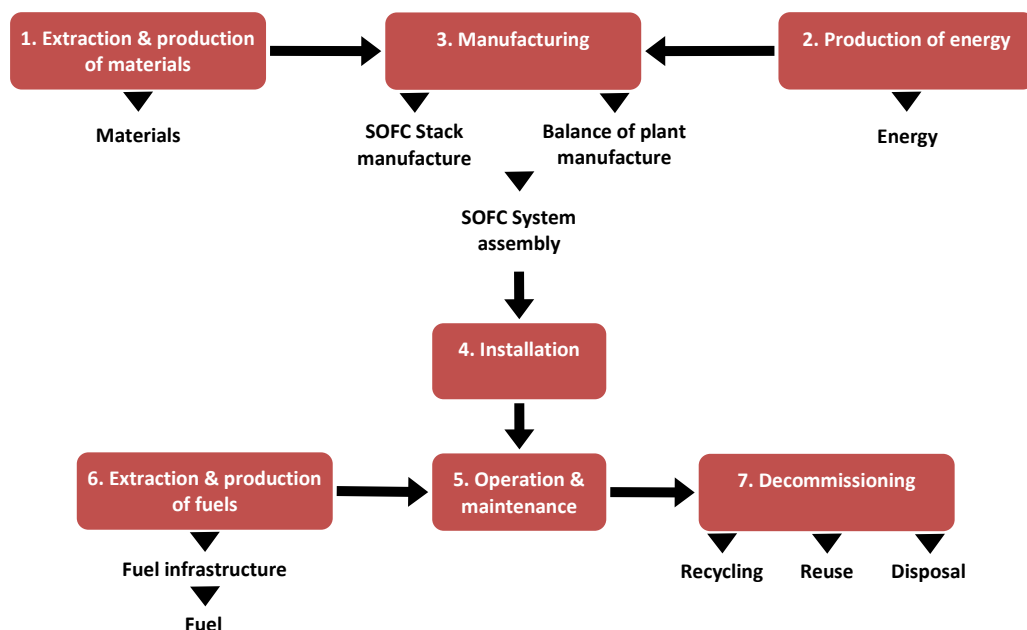 1. Extraction & production
of materials
3. Manufacturing
2. Production of energy
Materials
SOFC Stack
manufacture
Balance of plant
manufacture
Energy
SOFC System
assembly
4. Installation
6. Extraction & production
of fuels
5. Operation &
maintenance
7. Decommissioning
Fuel infrastructure
Fuel
Recycling
Reuse
Disposal